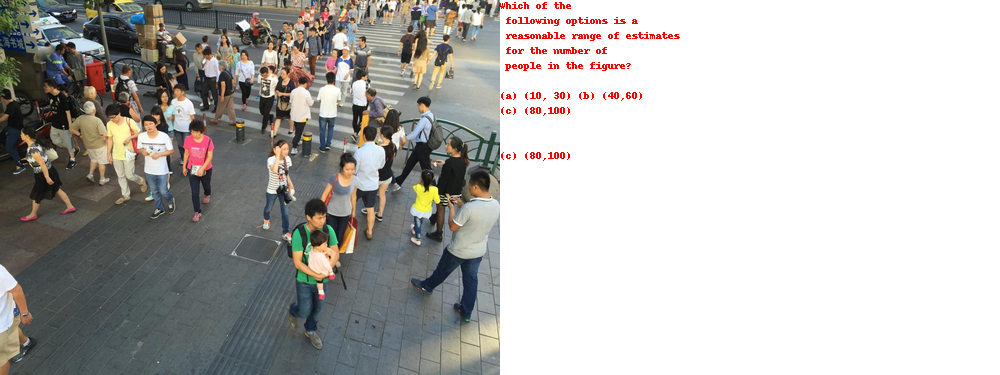 Which of the
following options is a
reasonable range of estimates
for the number of
people in the figure?
(a) (10, 30) (b) (40,60)
(c) (80,100)
(c) (80,100)